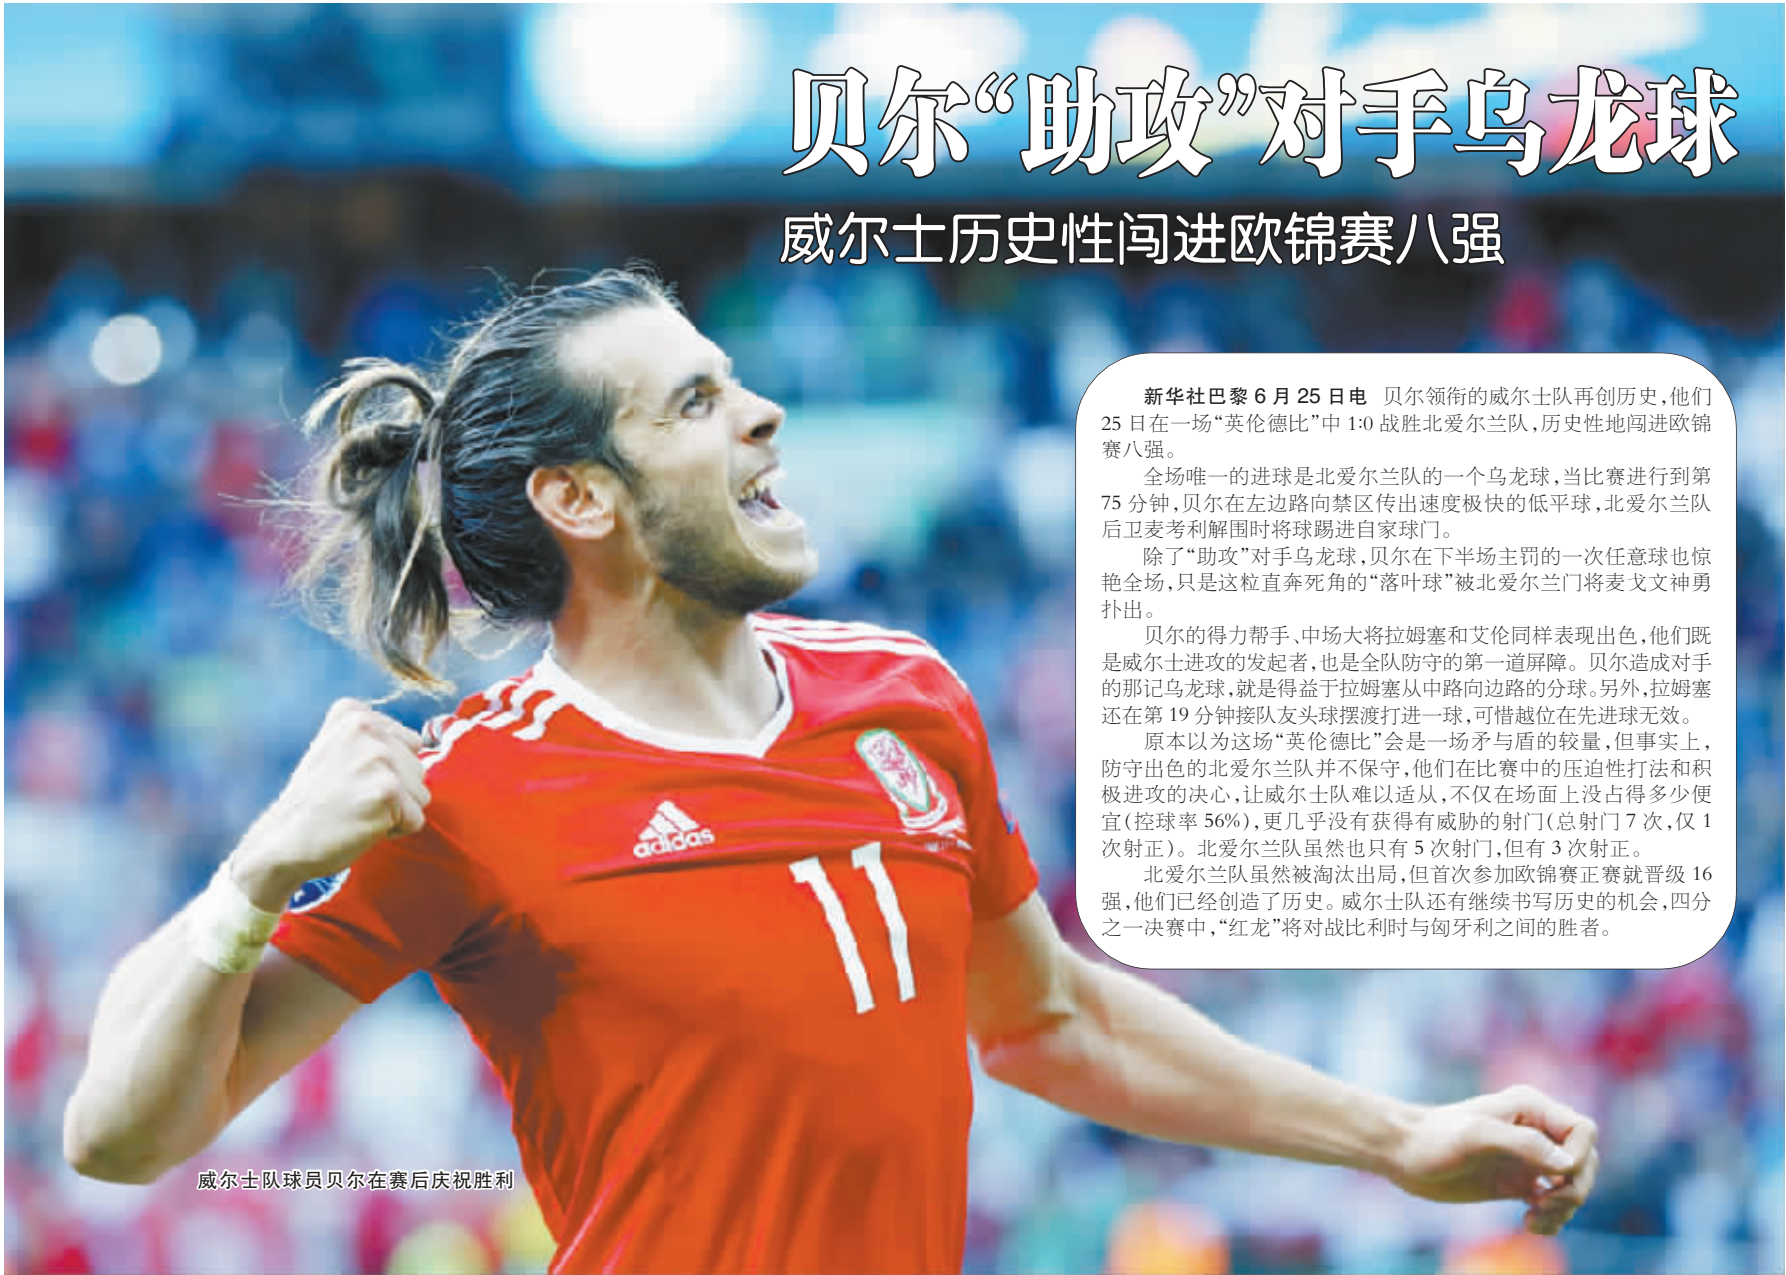 贝尔“助攻”对手乌龙球
威尔士历史性闯进欧锦赛八强
新华社巴黎6月25日电 贝尔领衔的威尔士队再创历史,他们
25日在一场“英伦德比”中1:0战胜北爱尔兰队,历史性地闯进欧锦
赛八强。
全场唯一的进球是北爱尔兰队的一个乌龙球,当比赛进行到第
75分钟,贝尔在左边路向禁区传出速度极快的低平球,北爱尔兰队
后卫麦考利解围时将球踢进自家球门。
除了“助攻”对手乌龙球,贝尔在下半场主罚的一次任意球也惊
艳全场,只是这粒直奔死角的“落叶球”被北爱尔兰门将麦戈文神勇
扑出。
贝尔的得力帮手、中场大将拉姆塞和艾伦同样表现出色,他们既
是威尔士进攻的发起者,也是全队防守的第一道屏障。贝尔造成对手
的那记乌龙球,就是得益于拉姆塞从中路向边路的分球。另外,拉姆塞
还在第19分钟接队友头球摆渡打进一球,可惜越位在先进球无效。
原本以为这场“英伦德比”会是一场矛与盾的较量,但事实上,
防守出色的北爱尔兰队并不保守,他们在比赛中的压迫性打法和积
极进攻的决心,让威尔士队难以适从,不仅在场面上没占得多少便
宜(控球率56%),更几乎没有获得有威胁的射门(总射门7次,仅1
次射正)。北爱尔兰队虽然也只有5次射门,但有3次射正。
北爱尔兰队虽然被淘汰出局,但首次参加欧锦赛正赛就晋级16
强,他们已经创造了历史。威尔士队还有继续书写历史的机会,四分
之一决赛中,“红龙”将对战比利时与匈牙利之间的胜者。
adidas
11
威尔士队球员贝尔在赛后庆祝胜利